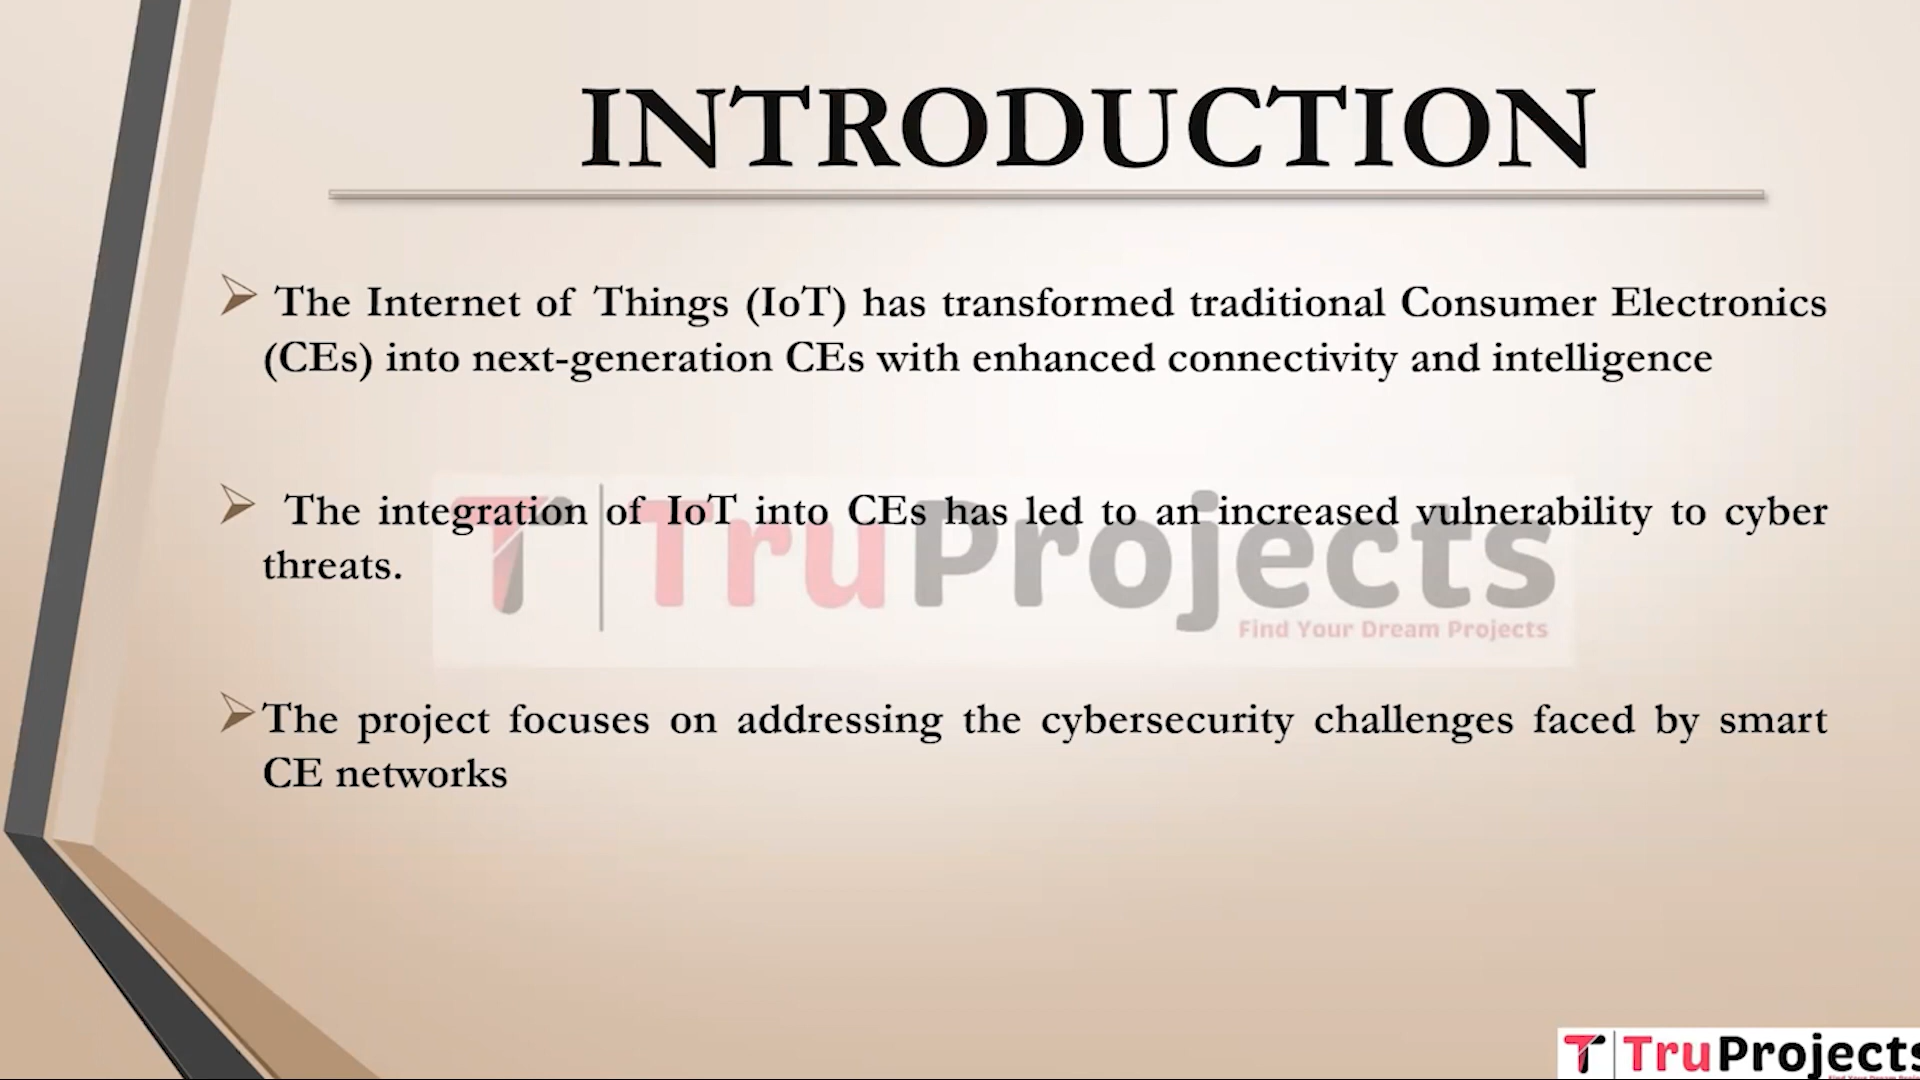 INTRODUCTION
The Internet of Things (IoT) has transformed traditional Consumer Electronics
(CEs) into next-generation CEs with enhanced connectivity and intelligence
The integration of IoT into CEs has led to an increased vulnerability to cyber
threats.
TruProjects
Find Your Dream Projects
The project focuses on addressing the cybersecurity challenges faced by smart
CE networks
TruProjects